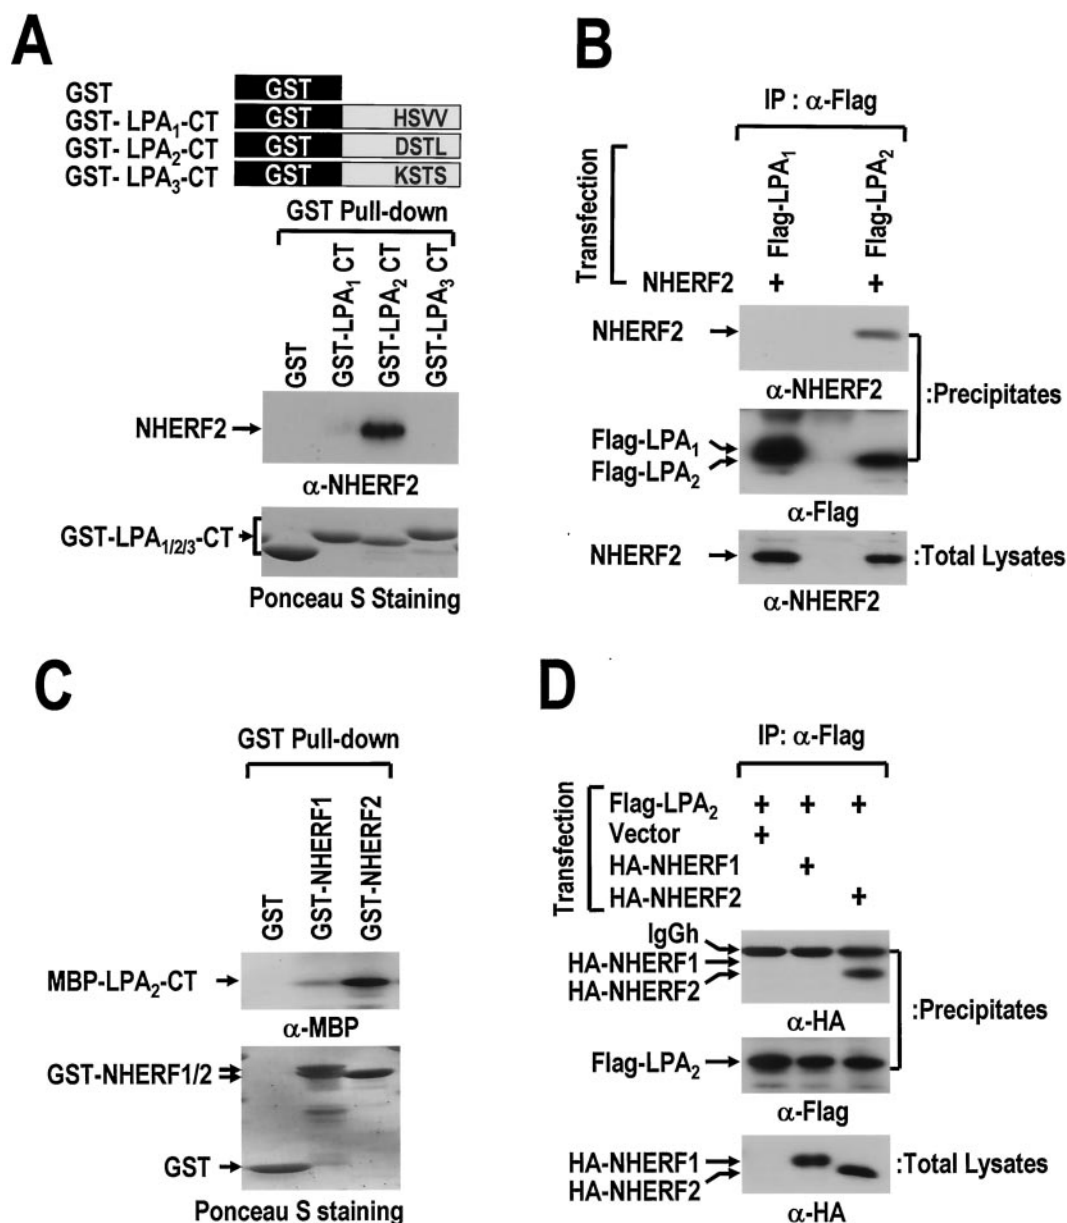 A
GST GST
GST- LPA₁-CT GST HSVV
GST- LPA₂-CT GST DSTL
GST- LPA₃-CT GST KSTS
GST Pull-down
GST
GST-LPA₁ CT
GST-LPA₂ CT
GST-LPA₃ CT
NHERF2
α-NHERF2
GST-LPA₁/₂/₃-CT
Ponceau S Staining
B
IP : α-Flag
Transfection
Flag-LPA₁
Flag-LPA₂
NHERF2 + +
NHERF2
α-NHERF2
:Precipitates
Flag-LPA₁
Flag-LPA₂
α-Flag
NHERF2 :Total Lysates
α-NHERF2
C
GST Pull-down
GST
GST-NHERF1
GST-NHERF2
MBP-LPA₂-CT
α-MBP
GST-NHERF1/2
GST
Ponceau S staining
D
IP: α-Flag
Transfection
Flag-LPA₂ + + +
Vector +
HA-NHERF1 +
HA-NHERF2 +
IgGh
HA-NHERF1
HA-NHERF2
α-HA
:Precipitates
Flag-LPA₂
α-Flag
HA-NHERF1
HA-NHERF2
:Total Lysates
α-HA